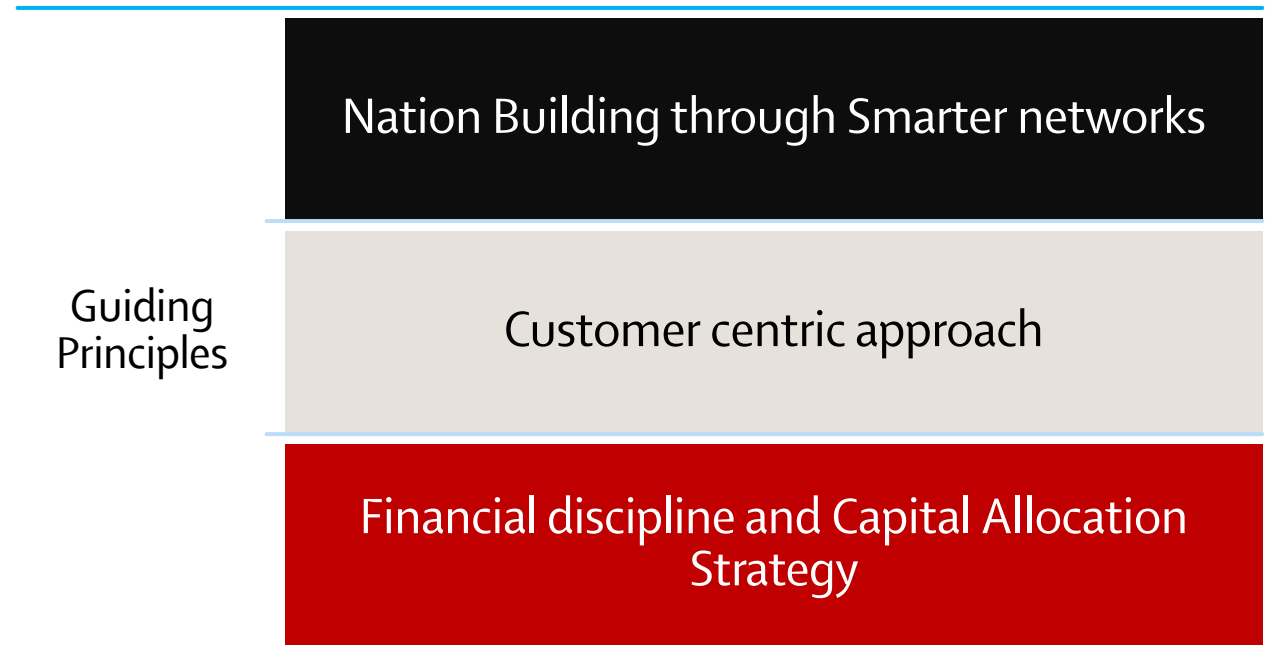 Guiding
Principles
Nation Building through Smarter networks
Customer centric approach
Financial discipline and Capital Allocation
Strategy